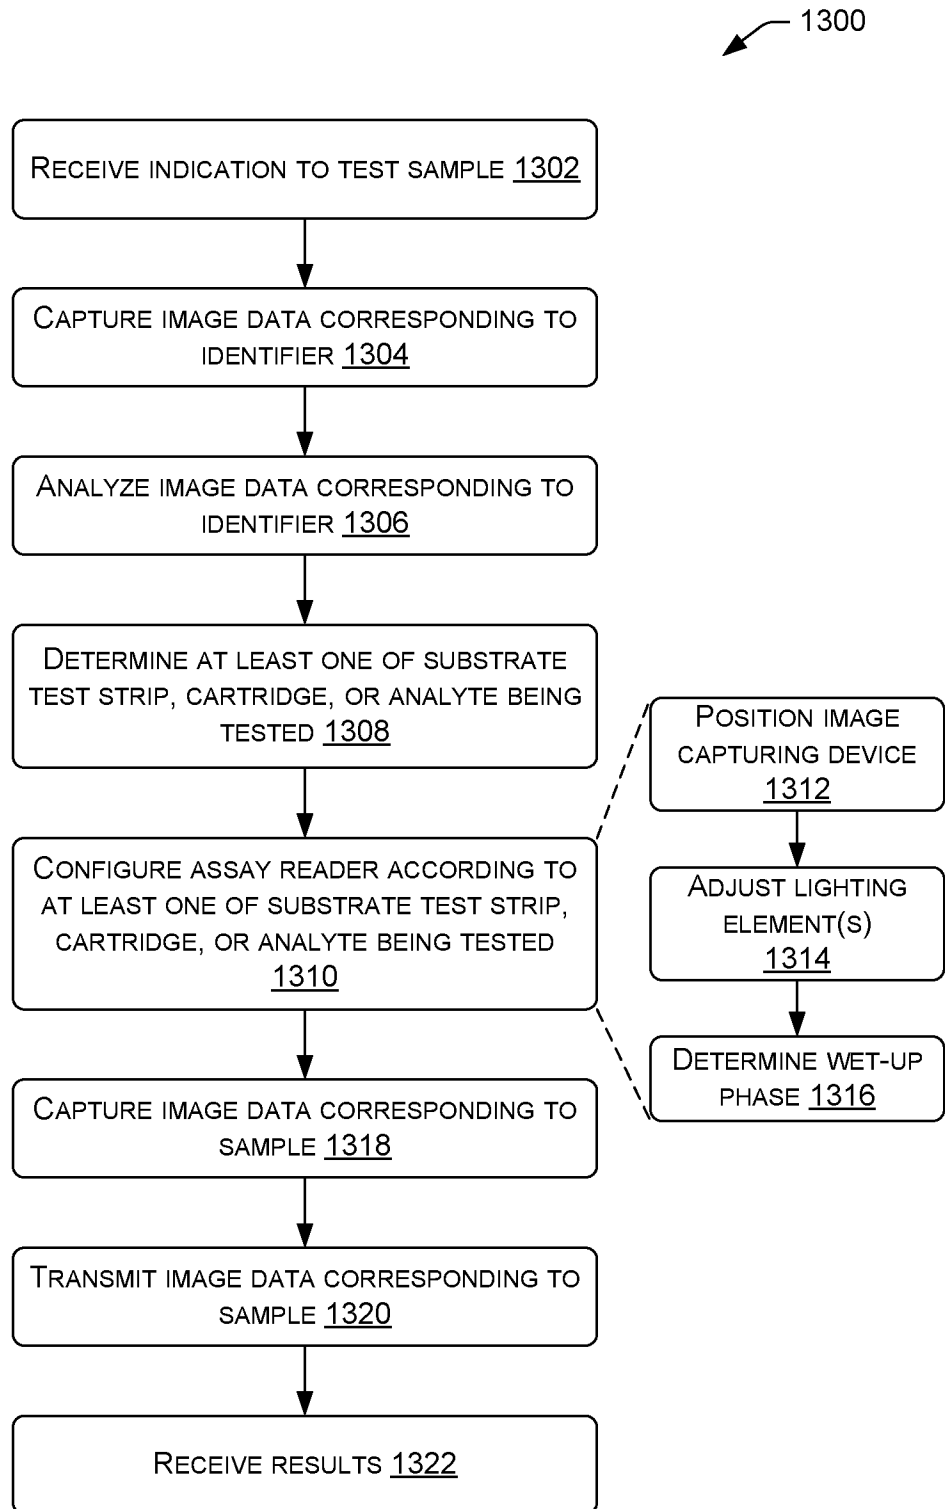 1300
RECEIVE INDICATION TO TEST SAMPLE 1302
CAPTURE IMAGE DATA CORRESPONDING TO
IDENTIFIER 1304
ANALYZE IMAGE DATA CORRESPONDING TO
IDENTIFIER 1306
DETERMINE AT LEAST ONE OF SUBSTRATE
TEST STRIP, CARTRIDGE, OR ANALYTE BEING
TESTED 1308
CONFIGURE ASSAY READER ACCORDING TO
AT LEAST ONE OF SUBSTRATE TEST STRIP,
CARTRIDGE, OR ANALYTE BEING TESTED
1310
POSITION IMAGE
CAPTURING DEVICE
1312
ADJUST LIGHTING
ELEMENT(S)
1314
DETERMINE WET-UP
PHASE 1316
CAPTURE IMAGE DATA CORRESPONDING TO
SAMPLE 1318
TRANSMIT IMAGE DATA CORRESPONDING TO
SAMPLE 1320
RECEIVE RESULTS 1322